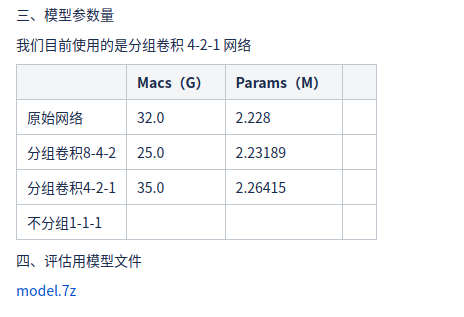 三、模型参数量
我们目前使用的是分组卷积 4-2-1 网络
Macs（G） Params（M）
原始网络 32.0 2.228
分组卷积8-4-2 25.0 2.23189
分组卷积4-2-1 35.0 2.26415
不分组1-1-1
四、评估用模型文件
model.7z